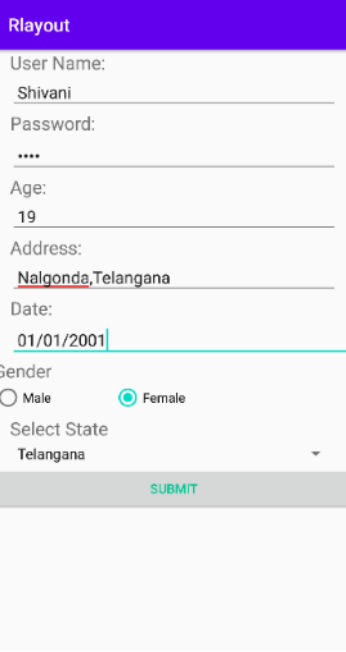 Rlayout
User Name:
Shivani
Password:
••••
Age:
19
Address:
Nalgonda,Telangana
Date:
01/01/2001
Gender
Male Female
Select State
Telangana
SUBMIT